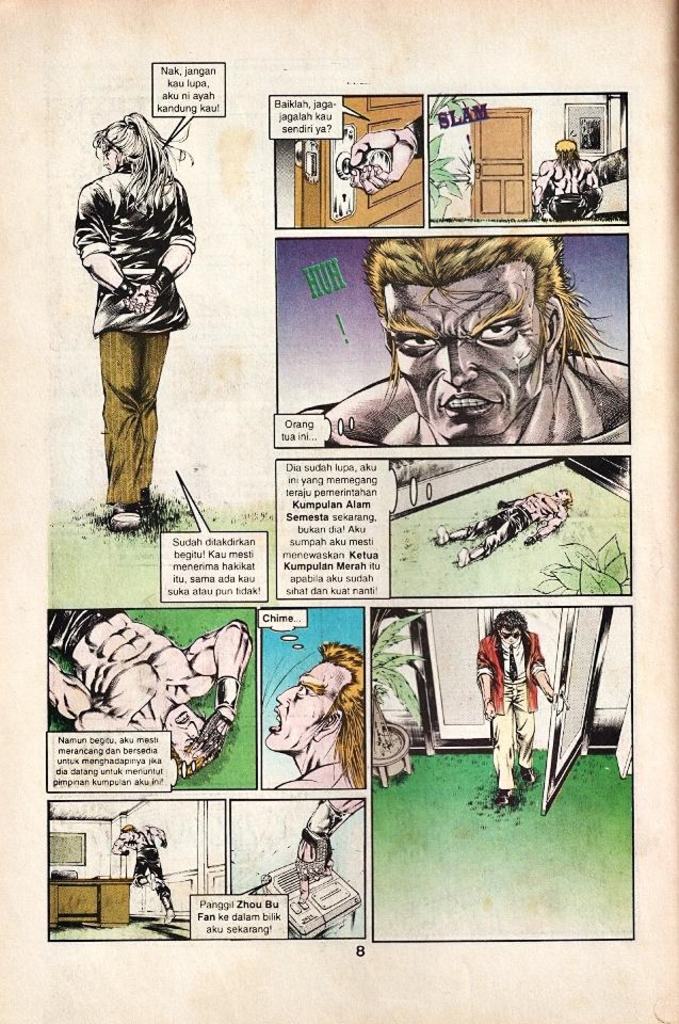 Nak, jangan
kau lupa,
aku ni ayah
kandung kau!
Baiklah, jaga-
jagalah kau
sendiri ya?
SLAM
HUH
!
Orang
tua ini...
Sudah ditakdirkan
begitu! Kau mesti
menerima hakikat
itu, sama ada kau
suka atau pun tidak!
Dia sudah lupa, aku
ini yang memegang
teraju pemerintahan
Kumpulan Alam
Semesta sekarang,
bukan dia! Aku
sumpah aku mesti
menewaskan Ketua
Kumpulan Merah itu
apabila aku sudah
sihat dan kuat nanti!
Namun begitu, aku mesti
merancang dan bersedia
untuk menghadapinya jika
dia datang untuk menuntut
pimpinan kumpulan aku ini!
Chime...
Panggil Zhou Bu
Fan ke dalam bilik
aku sekarang!
8